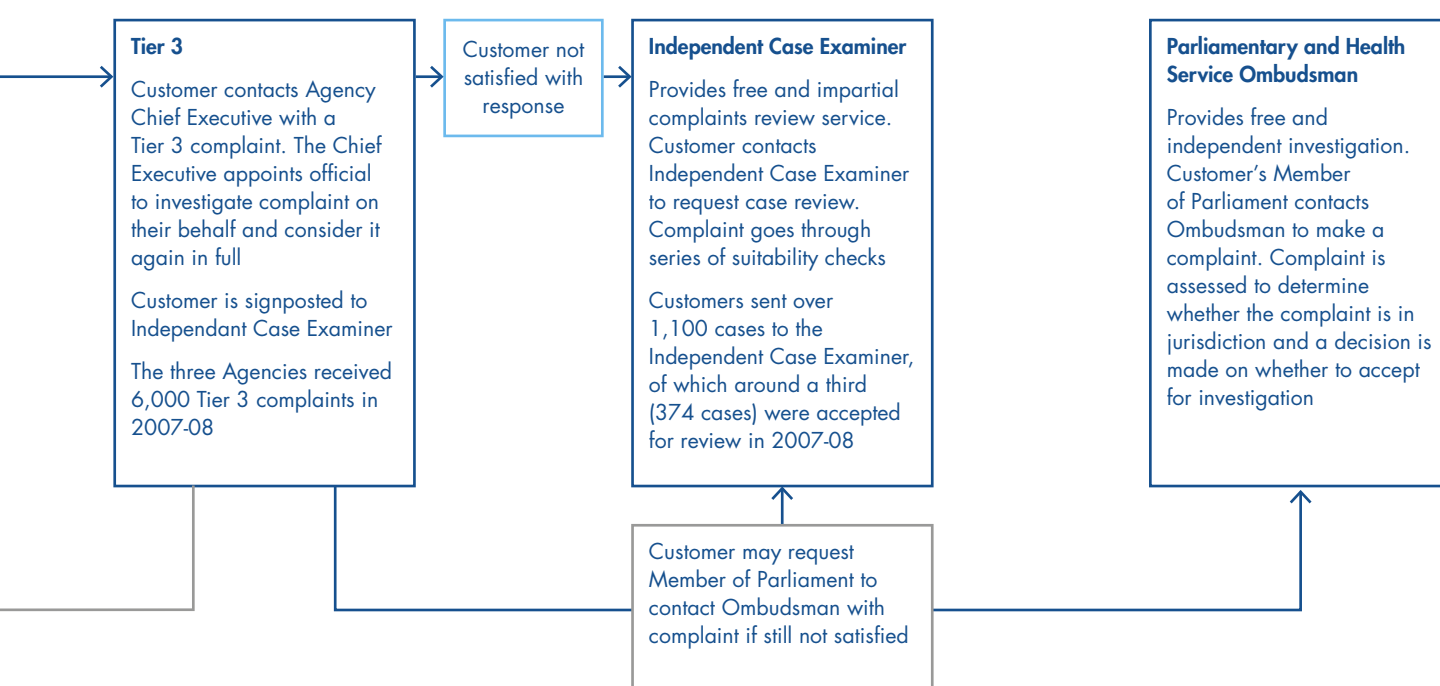 Tier 3
Customer contacts Agency
Chief Executive with a
Tier 3 complaint. The Chief
Executive appoints official
to investigate complaint on
their behalf and consider it
again in full
Customer is signposted to
Independant Case Examiner
The three Agencies received
6,000 Tier 3 complaints in
2007-08
Customer not
satisfied with
response
Independent Case Examiner
Provides free and impartial
complaints review service.
Customer contacts
Independent Case Examiner
to request case review.
Complaint goes through
series of suitability checks
Customers sent over
1,100 cases to the
Independent Case Examiner,
of which around a third
(374 cases) were accepted
for review in 2007-08
Customer may request
Member of Parliament to
contact Ombudsman with
complaint if still not satisfied
Parliamentary and Health
Service Ombudsman
Provides free and
independent investigation.
Customer’s Member
of Parliament contacts
Ombudsman to make a
complaint. Complaint is
assessed to determine
whether the complaint is in
jurisdiction and a decision is
made on whether to accept
for investigation